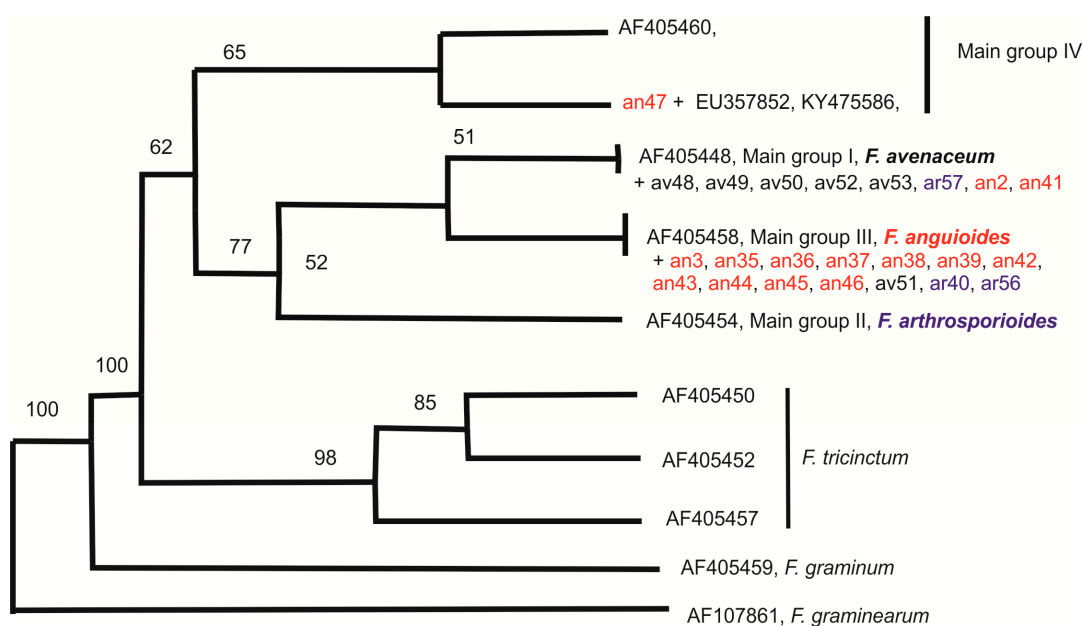 AF405460,
65
Main group IV
an47 + EU357852, KY475586,
51
62
AF405448, Main group I, F. avenaceum
+ av48, av49, av50, av52, av53, ar57, an2, an41
77
52
AF405458, Main group III, F. anguioides
+ an3, an35, an36, an37, an38, an39, an42,
an43, an44, an45, an46, av51, ar40, ar56
AF405454, Main group II, F. arthrosporioides
100
100
85
AF405450
98
AF405452
F. tricinctum
AF405457
AF405459, F. graminum
AF107861, F. graminearum